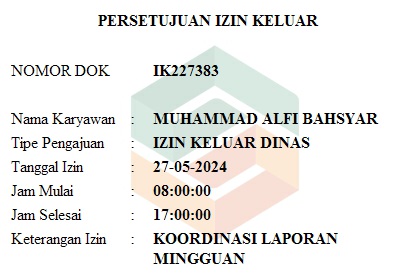 PERSETUJUAN IZIN KELUAR
NOMOR DOK IK227383
Nama Karyawan : MUHAMMAD ALFI BAHSYAR
Tipe Pengajuan : IZIN KELUAR DINAS
Tanggal Izin : 27-05-2024
Jam Mulai : 08:00:00
Jam Selesai : 17:00:00
Keterangan Izin : KOORDINASI LAPORAN
MINGGUAN